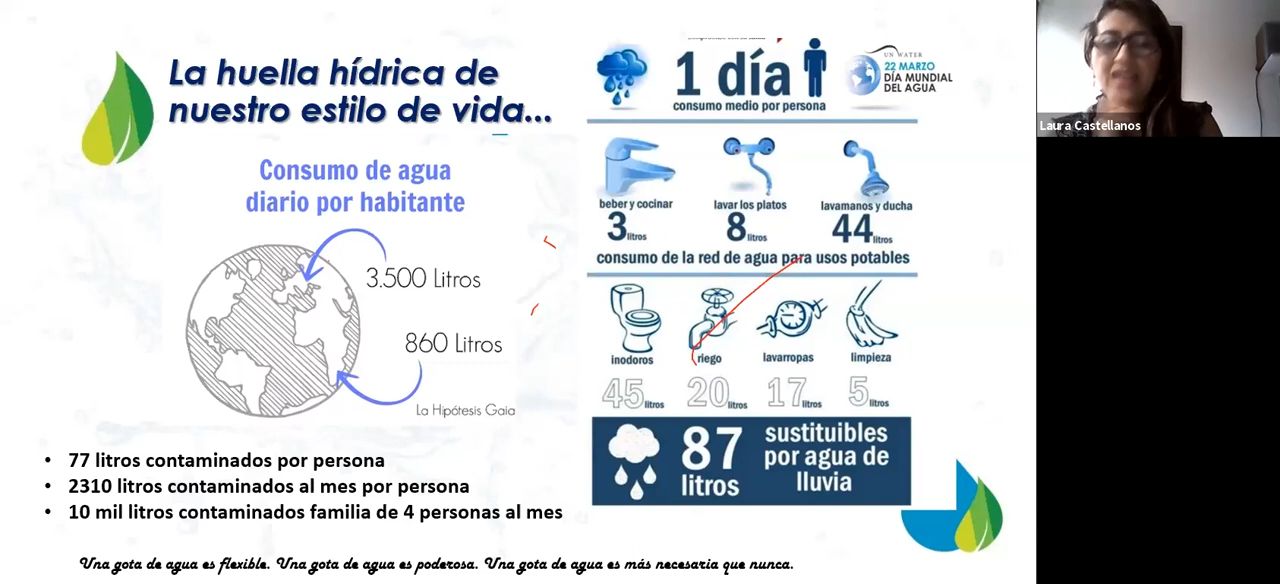 La huella hídrica de
nuestro estilo de vida...
Consumo de agua
diario por habitante
3.500 Litros
860 Litros
La Hipótesis Gaia
77 litros contaminados por persona
2310 litros contaminados al mes por persona
10 mil litros contaminados familia de 4 personas al mes
1 día
consumo medio por persona
UN WATER
22 MARZO
DÍA MUNDIAL
DEL AGUA
beber y cocinar
3 litros
lavar los platos
8 litros
lavamanos y ducha
44 litros
consumo de la red de agua para usos potables
inodoros
45 litros
riego
20 litros
lavarropas
17 litros
limpieza
5 litros
87
litros
sustituibles
por agua de
lluvia
Una gota de agua es flexible. Una gota de agua es poderosa. Una gota de agua es más necesaria que nunca.
Laura Castellanos